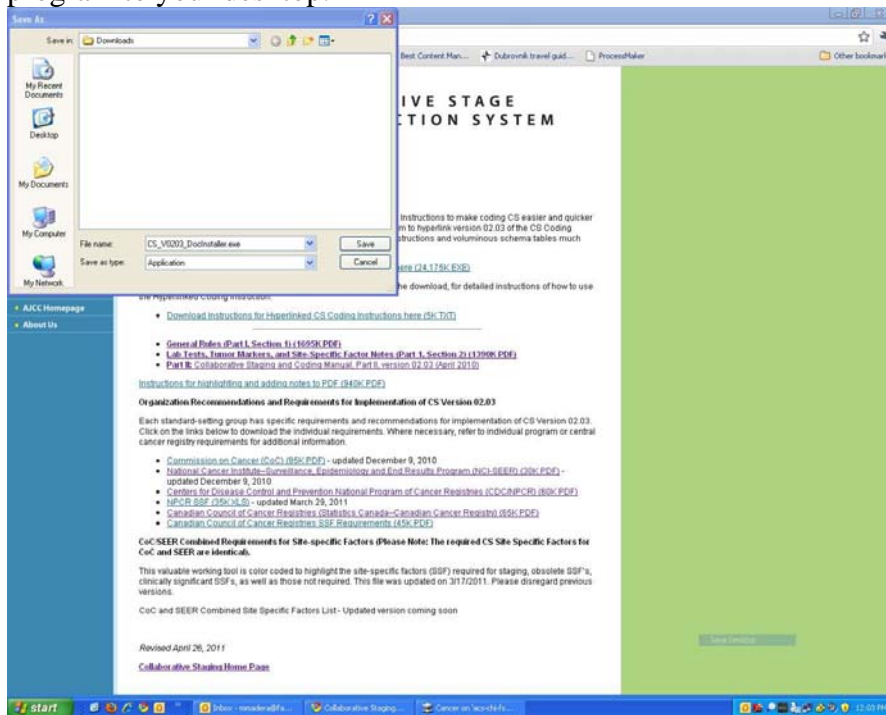 program to your desktop.
Save As
Save in: Downloads
My Recent
Documents
Desktop
My Documents
My Computer
My Network
File name: CS_V0203_DocInstaller.exe Save
Save as type: Application Cancel
Best Content Man... Dubrovnik travel guid... ProcessMaker Other bookmark
IVE STAGE
CTION SYSTEM
Instructions to make coding CS easier and quicker
m to hyperlink version 02.03 of the CS Coding
structions and voluminous schema tables much
here (24,175K EXE)
he download, for detailed instructions of how to use
the Hyperlinked Coding Instruction.
AJCC Homepage
About Us
Download Instructions for Hyperlinked CS Coding Instructions here (5K TXT)
General Rules (Part I, Section 1) (1695K PDF)
Lab Tests, Tumor Markers, and Site-Specific Factor Notes (Part 1, Section 2) (1390K PDF)
Part II: Collaborative Staging and Coding Manual, Part II, version 02.03 (April 2010)
Instructions for highlighting and adding notes to PDF (940K PDF)
Organization Recommendations and Requirements for Implementation of CS Version 02.03
Each standard-setting group has specific requirements and recommendations for implementation of CS Version 02.03.
Click on the links below to download the individual requirements. Where necessary, refer to individual program or central
cancer registry requirements for additional information.
Commission on Cancer (CoC) (85K PDF) - updated December 9, 2010
National Cancer Institute–Surveillance, Epidemiology and End Results Program (NCI-SEER) (30K PDF) -
updated December 9, 2010
Centers for Disease Control and Prevention National Program of Cancer Registries (CDC/NPCR) (60K PDF)
NPCR SSF (35K XLS) - updated March 29, 2011
Canadian Council of Cancer Registries (Statistics Canada–Canadian Cancer Registry) (65K PDF)
Canadian Council of Cancer Registries SSF Requirements (45K PDF)
CoC/SEER Combined Requirements for Site-specific Factors (Please Note: The required CS Site Specific Factors for
CoC and SEER are identical).
This valuable working tool is color coded to highlight the site-specific factors (SSF) required for staging, obsolete SSF's,
clinically significant SSFs, as well as those not required. This file was updated on 3/17/2011. Please disregard previous
versions.
CoC and SEER Combined Site Specific Factors List - Updated version coming soon
Save Desktop
Revised April 26, 2011
Collaborative Staging Home Page
start Inbox - Collaborative Staging... Cancer on 12:03 PM